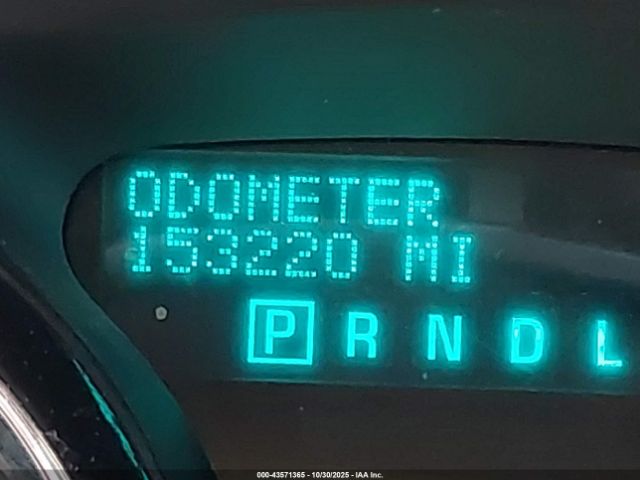 ODOMETER
153220 MI
P R N D L
000-43571365 - 10/30/2025 - IAA Inc.